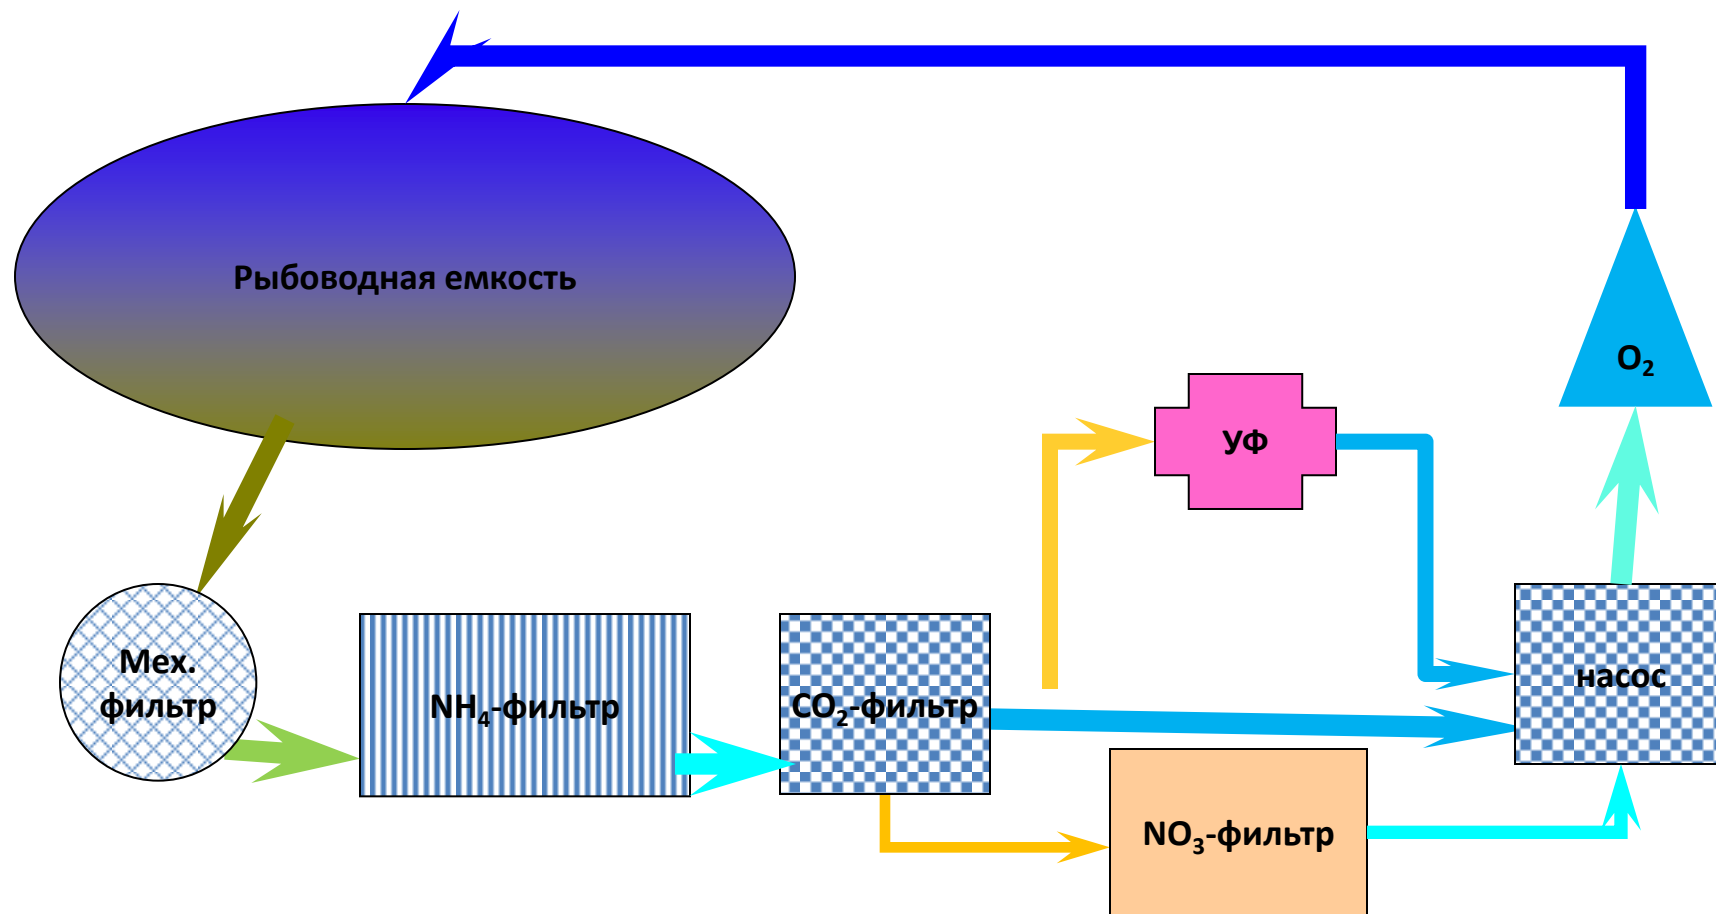 Рыбоводная емкость
O₂
УФ
Мех.
фильтр
NH₄-фильтр
CO₂-фильтр
насос
NO₃-фильтр